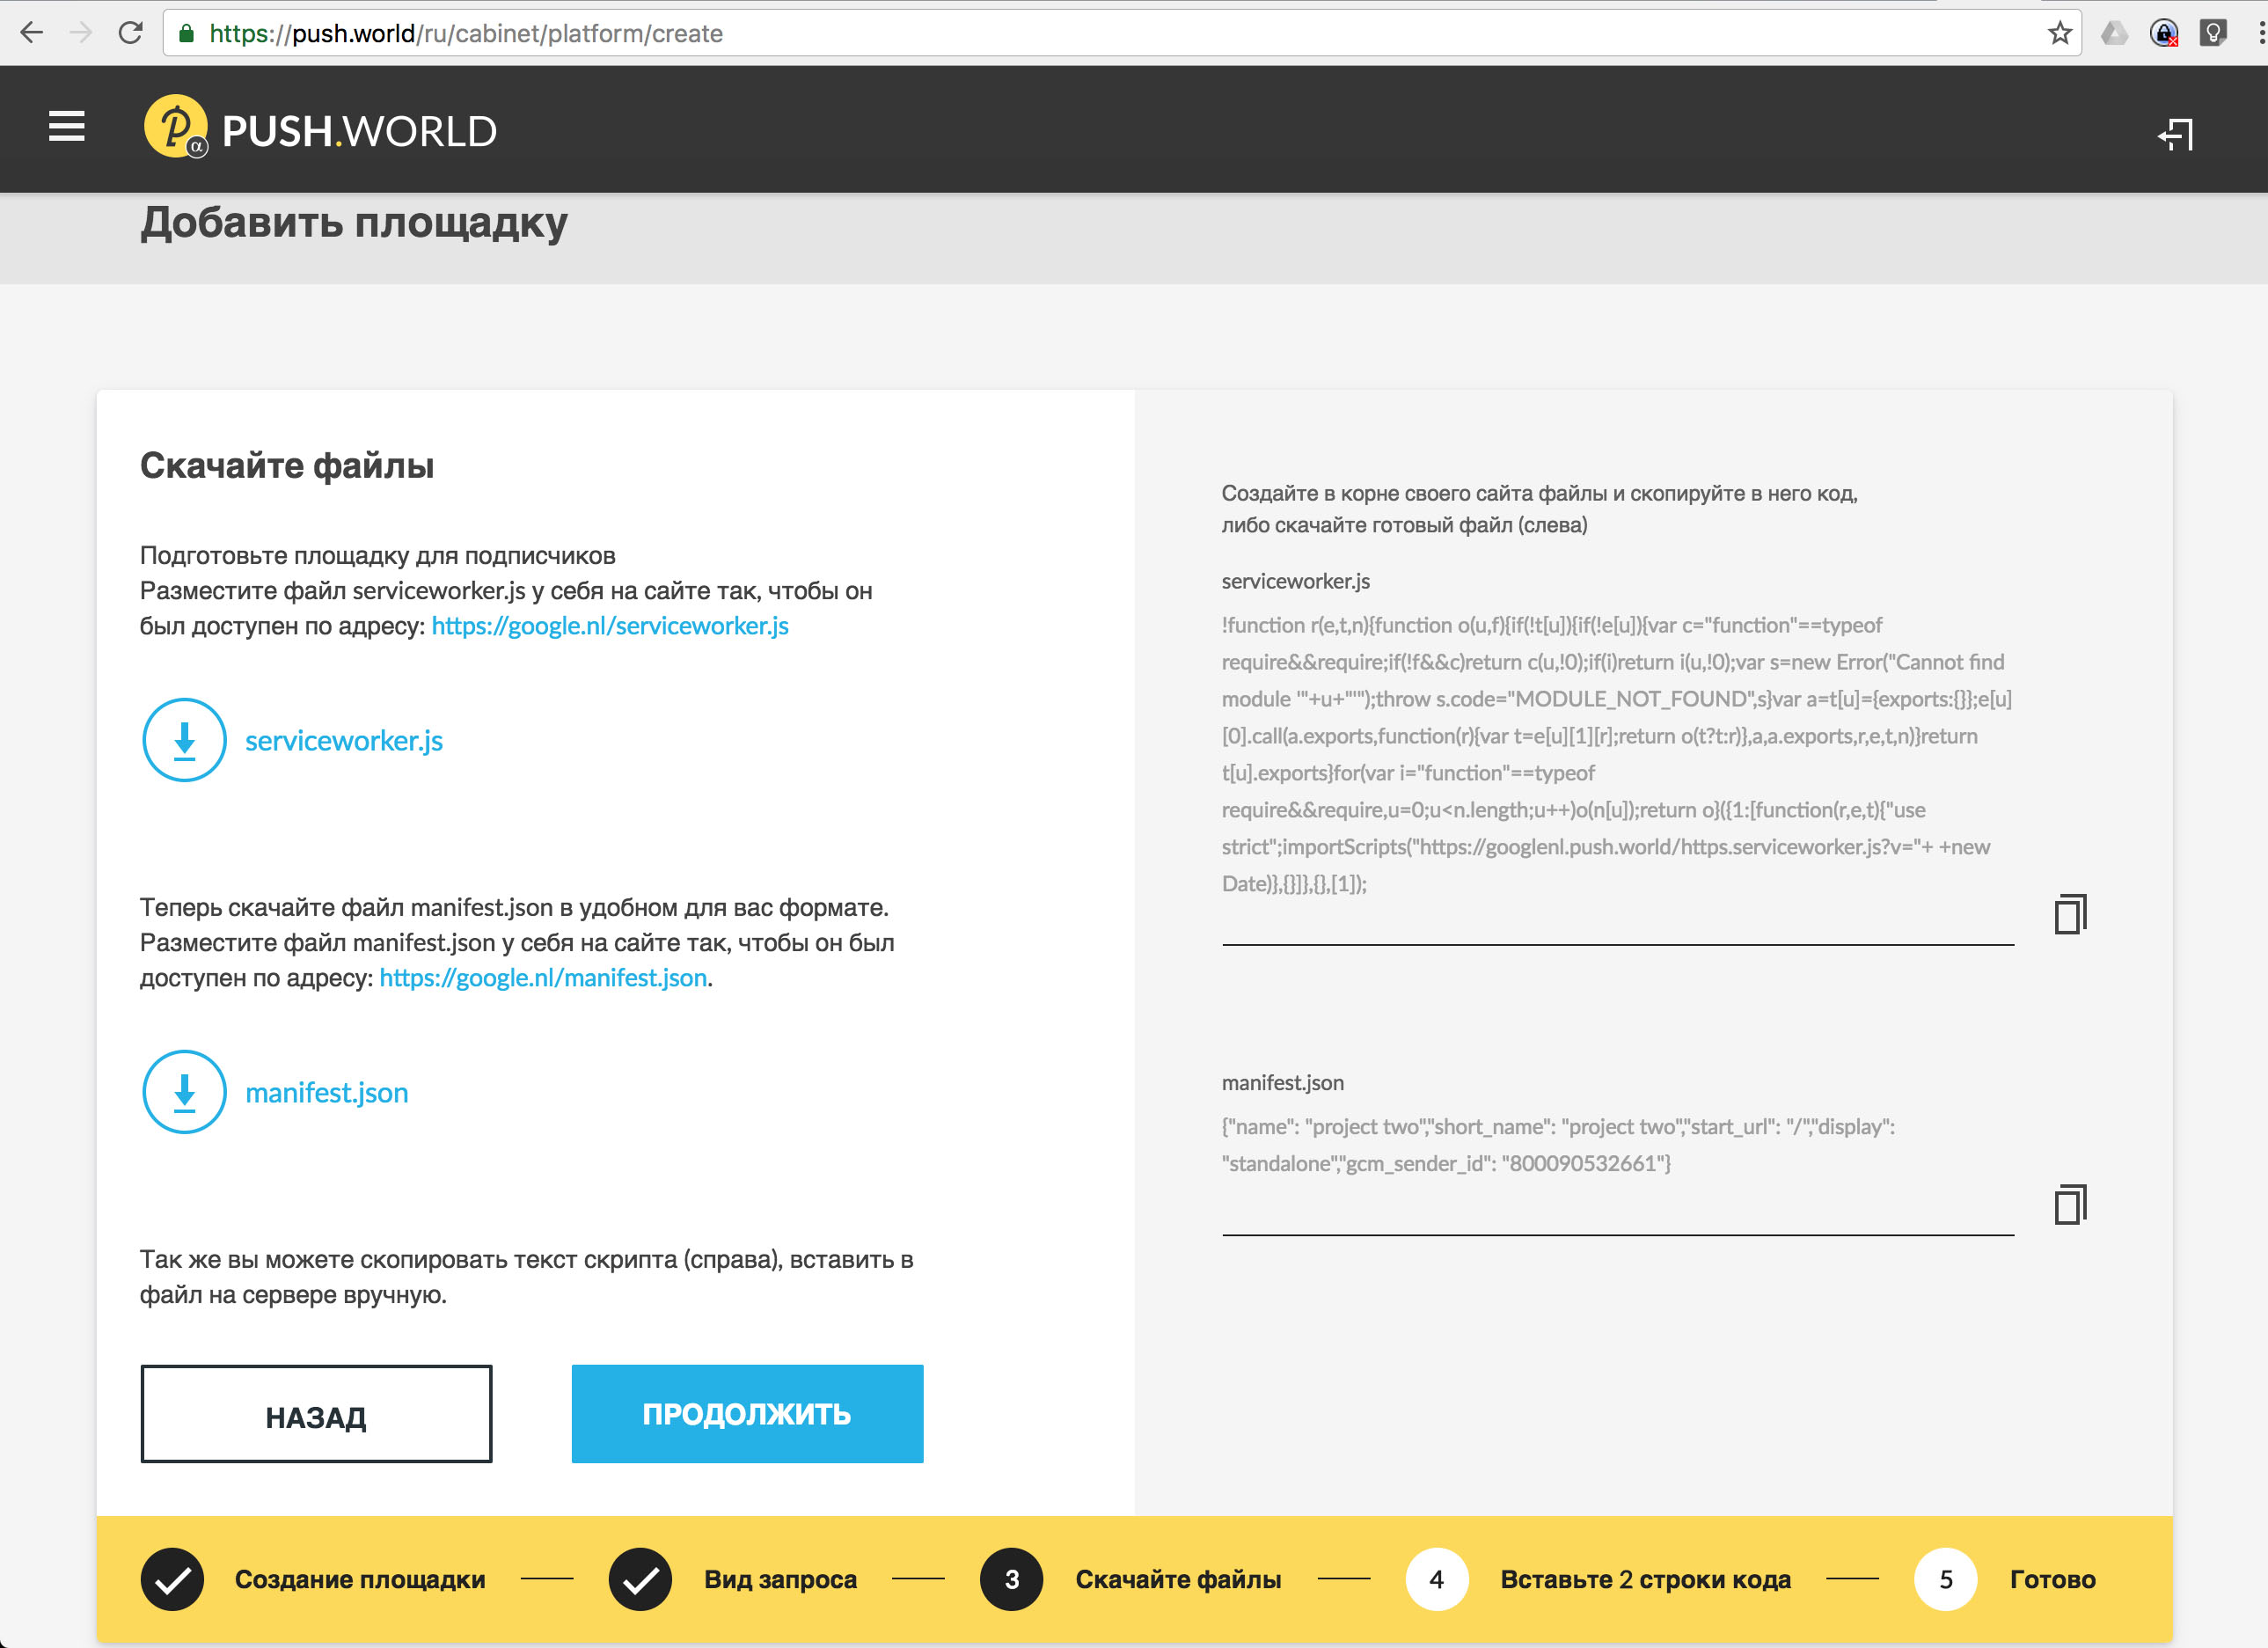 https://push.world/ru/cabinet/platform/create
PUSH.WORLD
α
Добавить площадку
Скачайте файлы
Подготовьте площадку для подписчиков
Разместите файл serviceworker.js у себя на сайте так, чтобы он
был доступен по адресу: https://google.nl/serviceworker.js
serviceworker.js
Теперь скачайте файл manifest.json в удобном для вас формате.
Разместите файл manifest.json у себя на сайте так, чтобы он был
доступен по адресу: https://google.nl/manifest.json.
manifest.json
Так же вы можете скопировать текст скрипта (справа), вставить в
файл на сервере вручную.
НАЗАД
ПРОДОЛЖИТЬ
Создайте в корне своего сайта файлы и скопируйте в него код,
либо скачайте готовый файл (слева)
serviceworker.js
!function r(e,t,n){function o(u,f){if(!t[u]){if(!e[u]){var c="function"==typeof
require&&require;if(!f&&c)return c(u,!0);if(i)return i(u,!0);var s=new Error("Cannot find
module '"+u+"'");throw s.code="MODULE_NOT_FOUND",s}var a=t[u]={exports:{}};e[u]
[0].call(a.exports,function(r){var t=e[u][1][r];return o(t?t:r)},a,a.exports,r,e,t,n)}return
t[u].exports}for(var i="function"==typeof
require&&require,u=0;u<n.length;u++)o(n[u]);return o}({1:[function(r,e,t){"use
strict";importScripts("https://googlenl.push.world/https.serviceworker.js?v="+ +new
Date)},{}]},{},[1]);
manifest.json
{"name": "project two","short_name": "project two","start_url": "/","display":
"standalone","gcm_sender_id": "800090532661"}
Создание площадки
Вид запроса
3 Скачайте файлы
4 Вставьте 2 строки кода
5 Готово